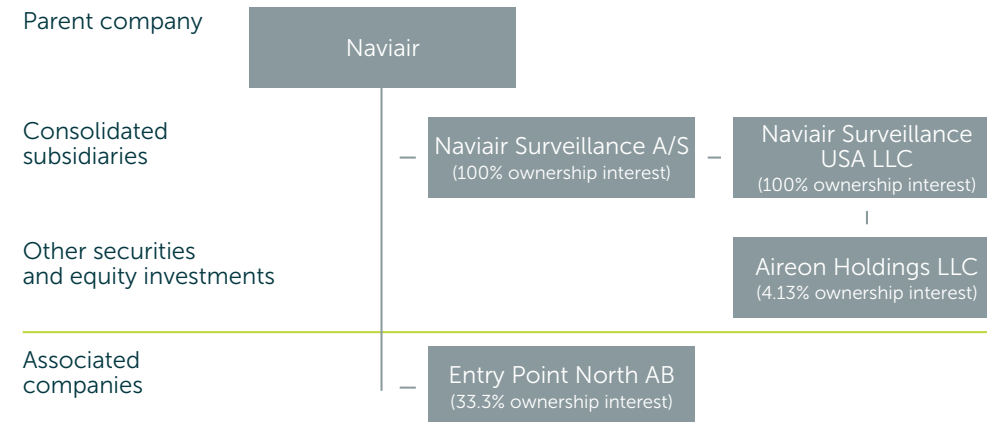 Parent company
Naviair
Consolidated
subsidiaries
Naviair Surveillance A/S
(100% ownership interest)
Naviair Surveillance
USA LLC
(100% ownership interest)
Other securities
and equity investments
Aireon Holdings LLC
(4.13% ownership interest)
Associated
companies
Entry Point North AB
(33.3% ownership interest)